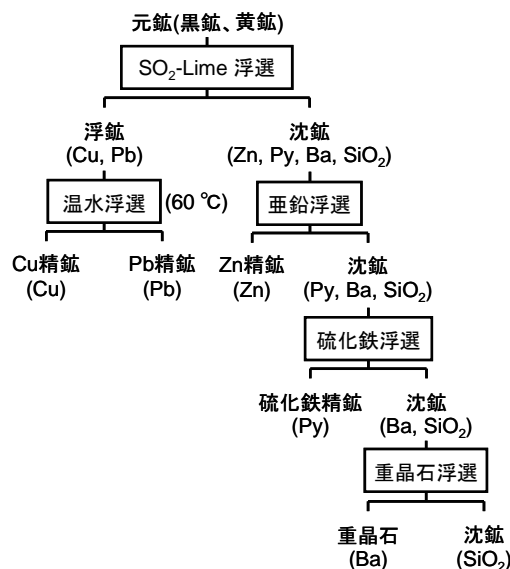 元鉱(黒鉱、黄鉱)
SO₂-Lime 浮選
浮鉱
(Cu, Pb)
沈鉱
(Zn, Py, Ba, SiO₂)
温水浮選
(60 ℃)
亜鉛浮選
Cu精鉱
(Cu)
Pb精鉱
(Pb)
Zn精鉱
(Zn)
沈鉱
(Py, Ba, SiO₂)
硫化鉄浮選
硫化鉄精鉱
(Py)
沈鉱
(Ba, SiO₂)
重晶石浮選
重晶石
(Ba)
沈鉱
(SiO₂)